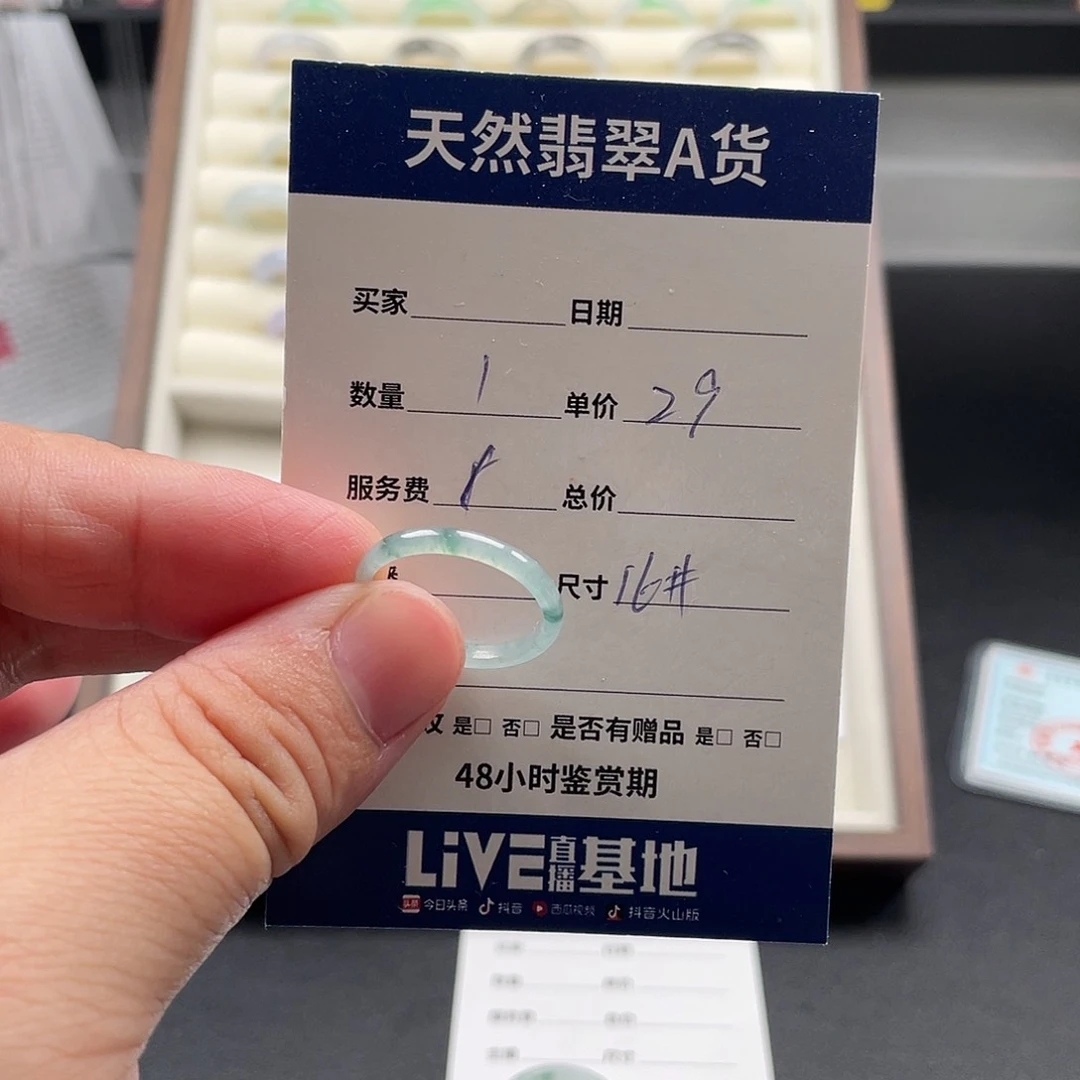 天然翡翠A货
买家 日期
数量 1 单价 29
服务费 总价
尺寸 16#
是□ 否□ 是否有赠品 是□ 否□
48小时鉴赏期
LiVE直播基地
头条 今日头条 抖音 西瓜视频 抖音火山版